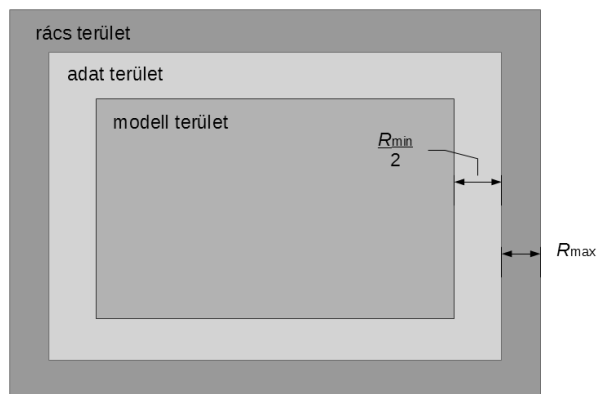 rács terület
adat terület
modell terület
Rmin
2
Rmax